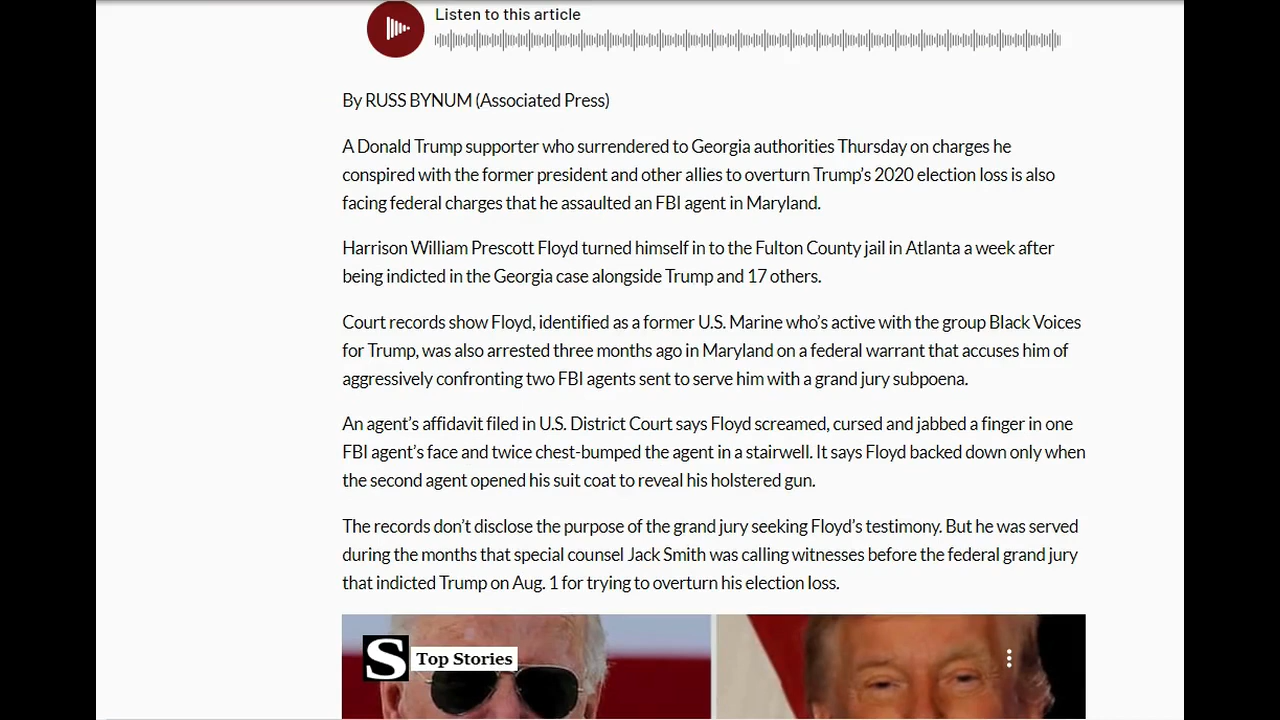 Listen to this article
By RUSS BYNUM (Associated Press)
A Donald Trump supporter who surrendered to Georgia authorities Thursday on charges he
conspired with the former president and other allies to overturn Trump’s 2020 election loss is also
facing federal charges that he assaulted an FBI agent in Maryland.
Harrison William Prescott Floyd turned himself in to the Fulton County jail in Atlanta a week after
being indicted in the Georgia case alongside Trump and 17 others.
Court records show Floyd, identified as a former U.S. Marine who’s active with the group Black Voices
for Trump, was also arrested three months ago in Maryland on a federal warrant that accuses him of
aggressively confronting two FBI agents sent to serve him with a grand jury subpoena.
An agent’s affidavit filed in U.S. District Court says Floyd screamed, cursed and jabbed a finger in one
FBI agent’s face and twice chest-bumped the agent in a stairwell. It says Floyd backed down only when
the second agent opened his suit coat to reveal his holstered gun.
The records don’t disclose the purpose of the grand jury seeking Floyd’s testimony. But he was served
during the months that special counsel Jack Smith was calling witnesses before the federal grand jury
that indicted Trump on Aug. 1 for trying to overturn his election loss.
S Top Stories